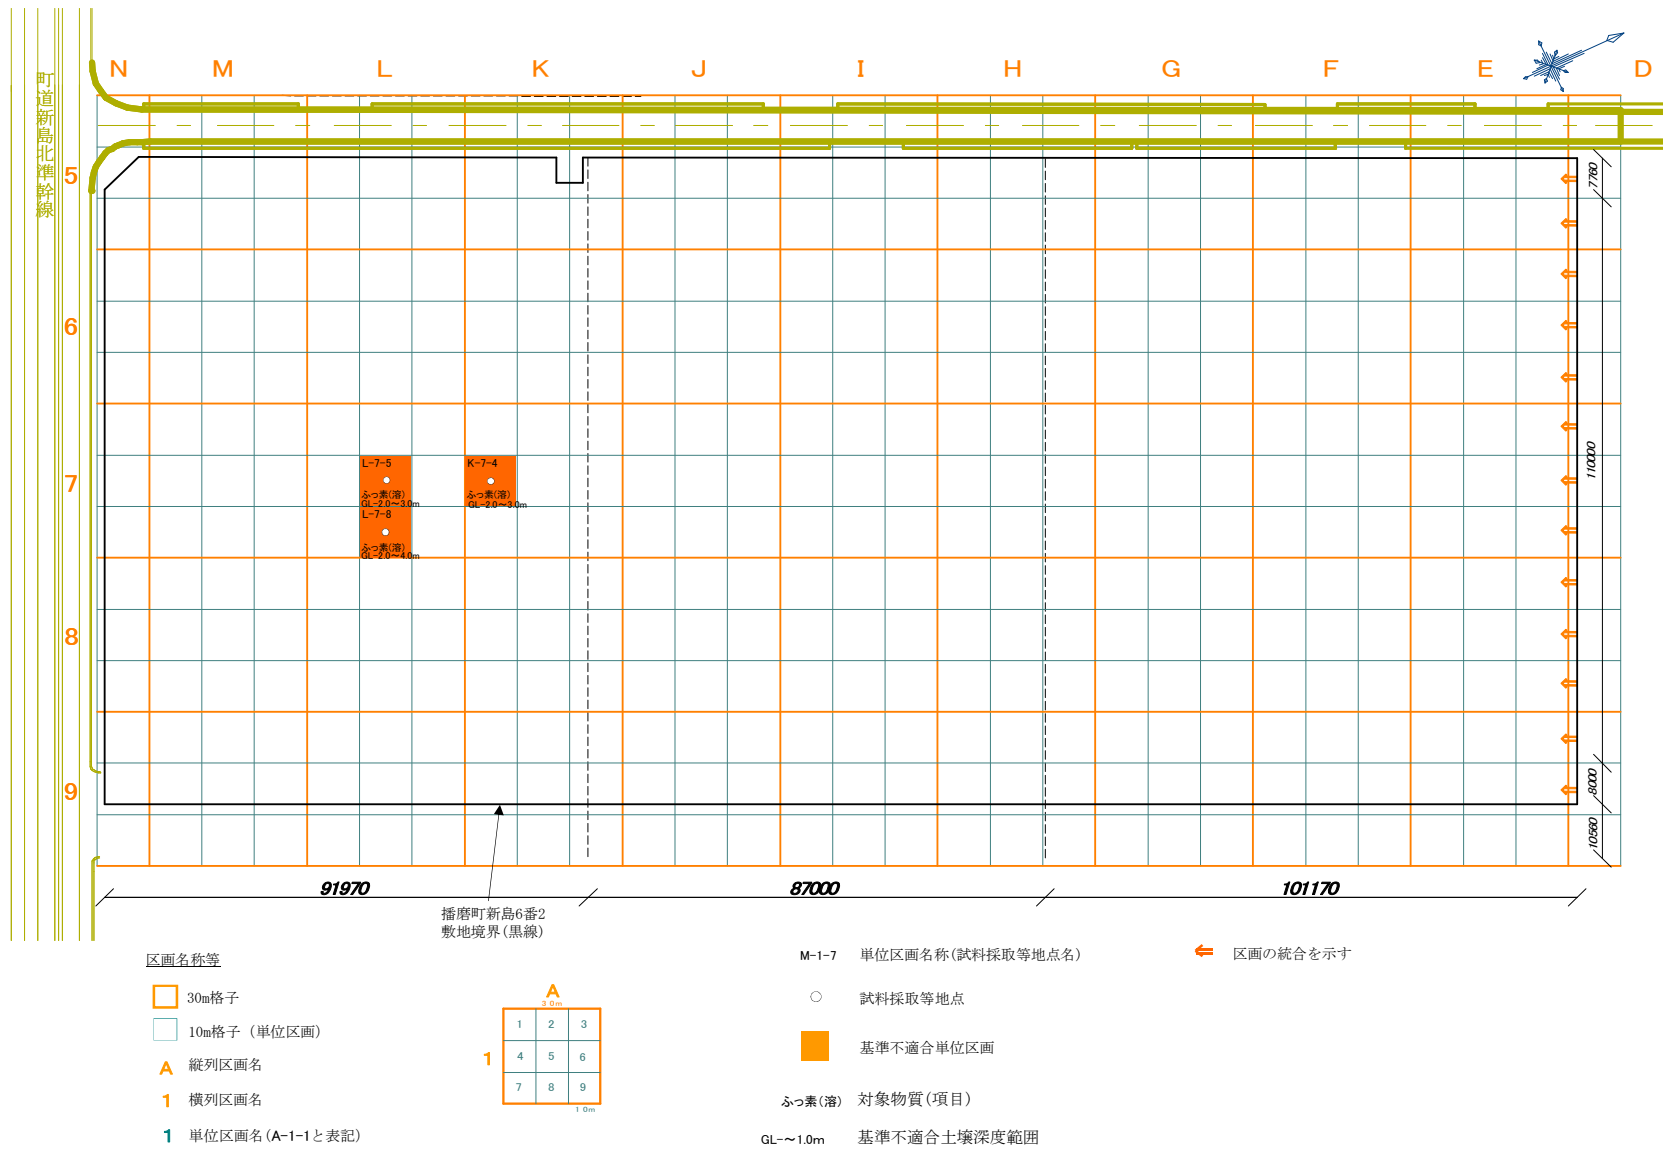 N M L K J I H G F E D
町道新島北準幹線
5
6
7
8
9
7760
110000
8000
10560
L-7-5
ふっ素(溶)
GL-2.0～3.0m
K-7-4
ふっ素(溶)
GL-2.0～3.0m
L-7-8
ふっ素(溶)
GL-2.0～4.0m
91970
87000
101170
播磨町新島6番2
敷地境界(黒線)
区画名称等
30m格子
10m格子 (単位区画)
A 縦列区画名
1 横列区画名
1 単位区画名(A-1-1と表記)
A
30m
1
1 2 3
4 5 6
7 8 9
10m
M-1-7 単位区画名称(試料採取等地点名)
試料採取等地点
基準不適合単位区画
ふっ素(溶) 対象物質(項目)
GL-～1.0m 基準不適合土壌深度範囲
区画の統合を示す